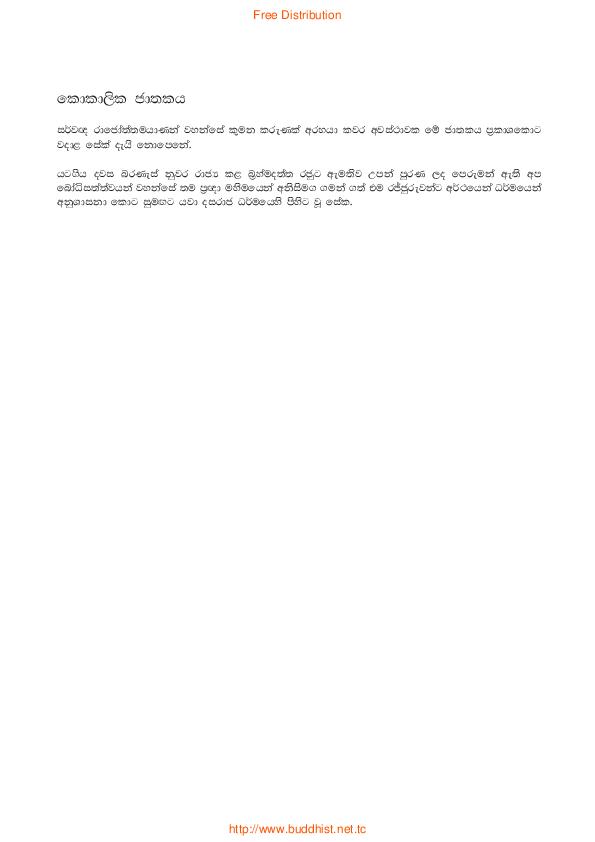 Free Distribution
කොකාලික ජාතකය
සර්වඥ රාජෝත්තමයාණන් වහන්සේ කුමන කරුණක් අරභයා කවර අවස්ථාවක මේ ජාතකය ප්‍රකාශකොට
වදාළ සේක් දැයි නොපෙනේ.
යටගිය දවස බරණැස් නුවර රාජ්‍ය කළ බ්‍රහ්මදත්ත රජුට ඇමතිව උපන් පුරණ ලද පෙරුමන් ඇති අප
බෝධිසත්ත්වයන් වහන්සේ තම ප්‍රඥා මහිමයෙන් අනිසිමග ගමන් ගත් එම රජ්ජුරුවන්ට අර්ථයෙන් ධර්මයෙන්
අනුශාසනා කොට සුමඟට යවා දසරාජ ධර්මයෙහි පිහිට වූ සේක.
http://www.buddhist.net.tc